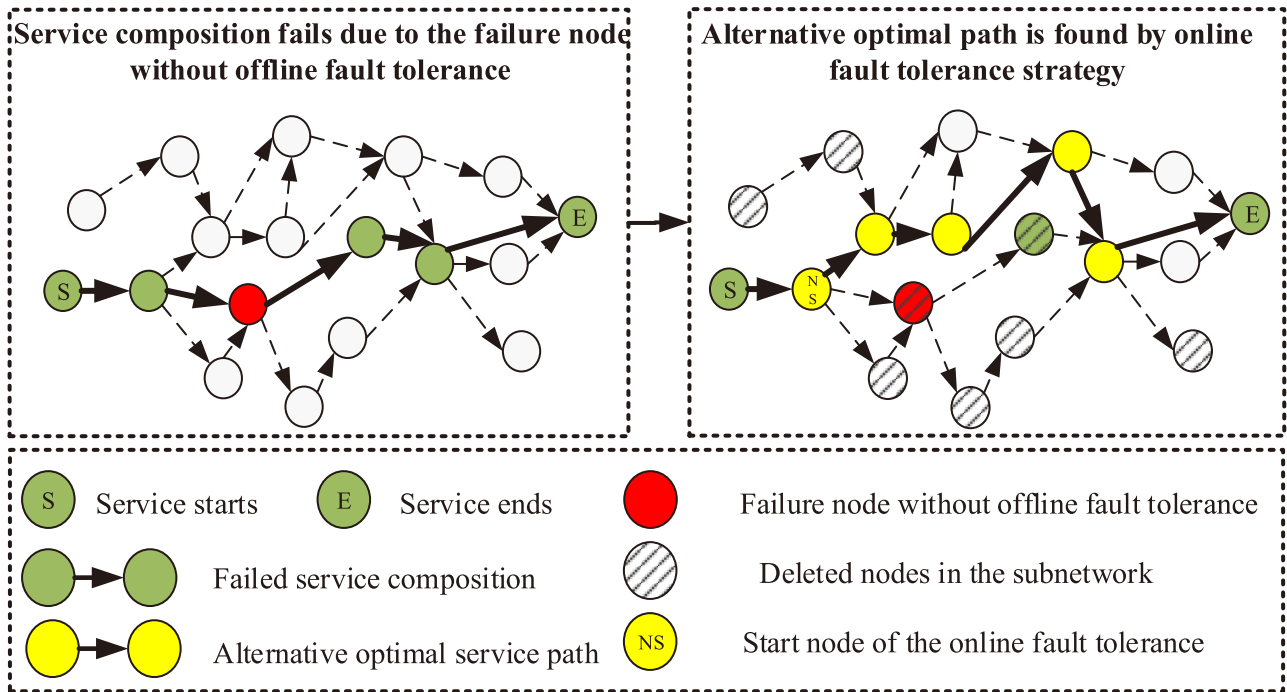 Service composition fails due to the failure node
without offline fault tolerance
S
E
Alternative optimal path is found by online
fault tolerance strategy
S
N
S
E
S Service starts
E Service ends
Failure node without offline fault tolerance
Failed service composition
Deleted nodes in the subnetwork
Alternative optimal service path
NS Start node of the online fault tolerance